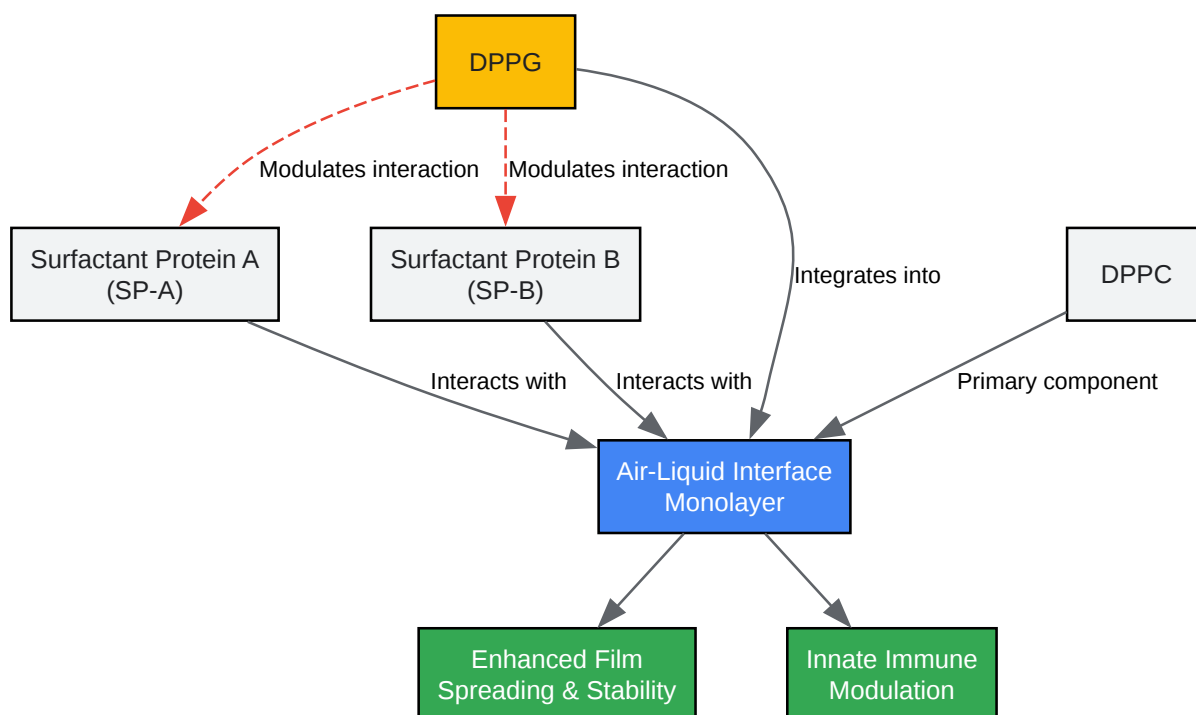 DPPG
Modulates interaction
Modulates interaction
Surfactant Protein A
(SP-A)
Surfactant Protein B
(SP-B)
Integrates into
DPPC
Interacts with
Interacts with
Primary component
Air-Liquid Interface
Monolayer
Enhanced Film
Spreading & Stability
Innate Immune
Modulation